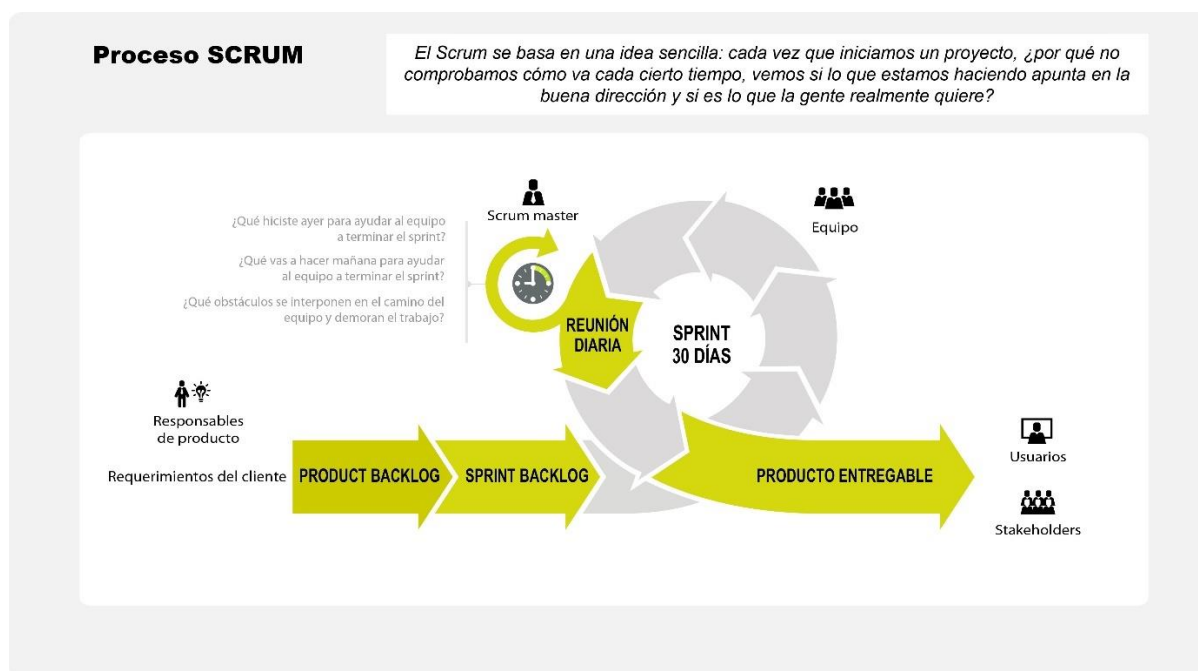 Proceso SCRUM
El Scrum se basa en una idea sencilla: cada vez que iniciamos un proyecto, ¿por qué no
comprobamos cómo va cada cierto tiempo, vemos si lo que estamos haciendo apunta en la
buena dirección y si es lo que la gente realmente quiere?
Scrum master
Equipo
¿Qué hiciste ayer para ayudar al equipo
a terminar el sprint?
¿Qué vas a hacer mañana para ayudar
al equipo a terminar el sprint?
¿Qué obstáculos se interponen en el camino del
equipo y demoran el trabajo?
REUNIÓN
DIARIA
SPRINT
30 DÍAS
Responsables
de producto
Requerimientos del cliente
PRODUCT BACKLOG
SPRINT BACKLOG
PRODUCTO ENTREGABLE
Usuarios
Stakeholders